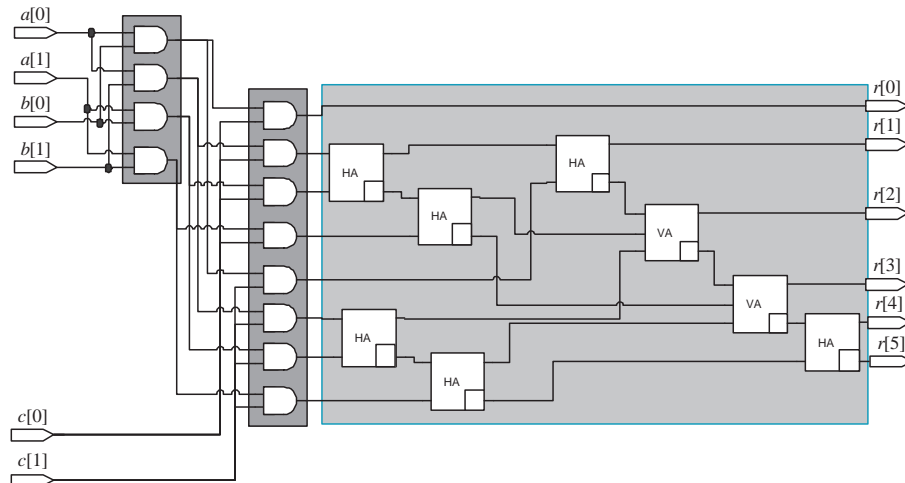 a[0]
a[1]
b[0]
b[1]
c[0]
c[1]
HA
HA
HA
VA
HA
HA
VA
HA
r[0]
r[1]
r[2]
r[3]
r[4]
r[5]